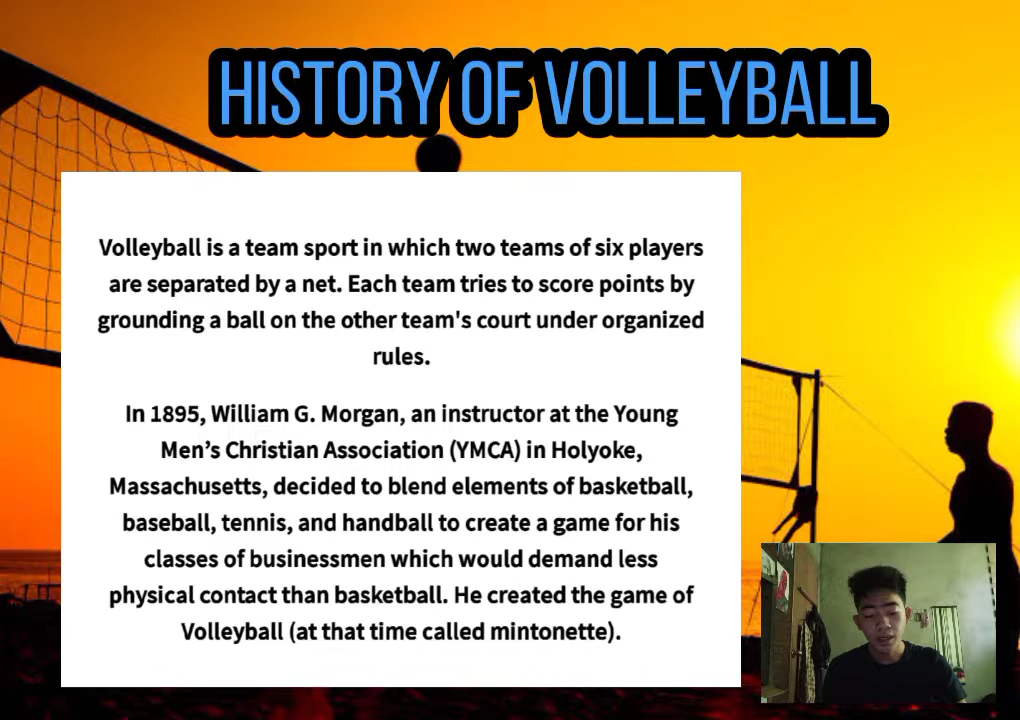 HISTORY OF VOLLEYBALL
Volleyball is a team sport in which two teams of six players
are separated by a net. Each team tries to score points by
grounding a ball on the other team's court under organized
rules.
In 1895, William G. Morgan, an instructor at the Young
Men’s Christian Association (YMCA) in Holyoke,
Massachusetts, decided to blend elements of basketball,
baseball, tennis, and handball to create a game for his
classes of businessmen which would demand less
physical contact than basketball. He created the game of
Volleyball (at that time called mintonette).